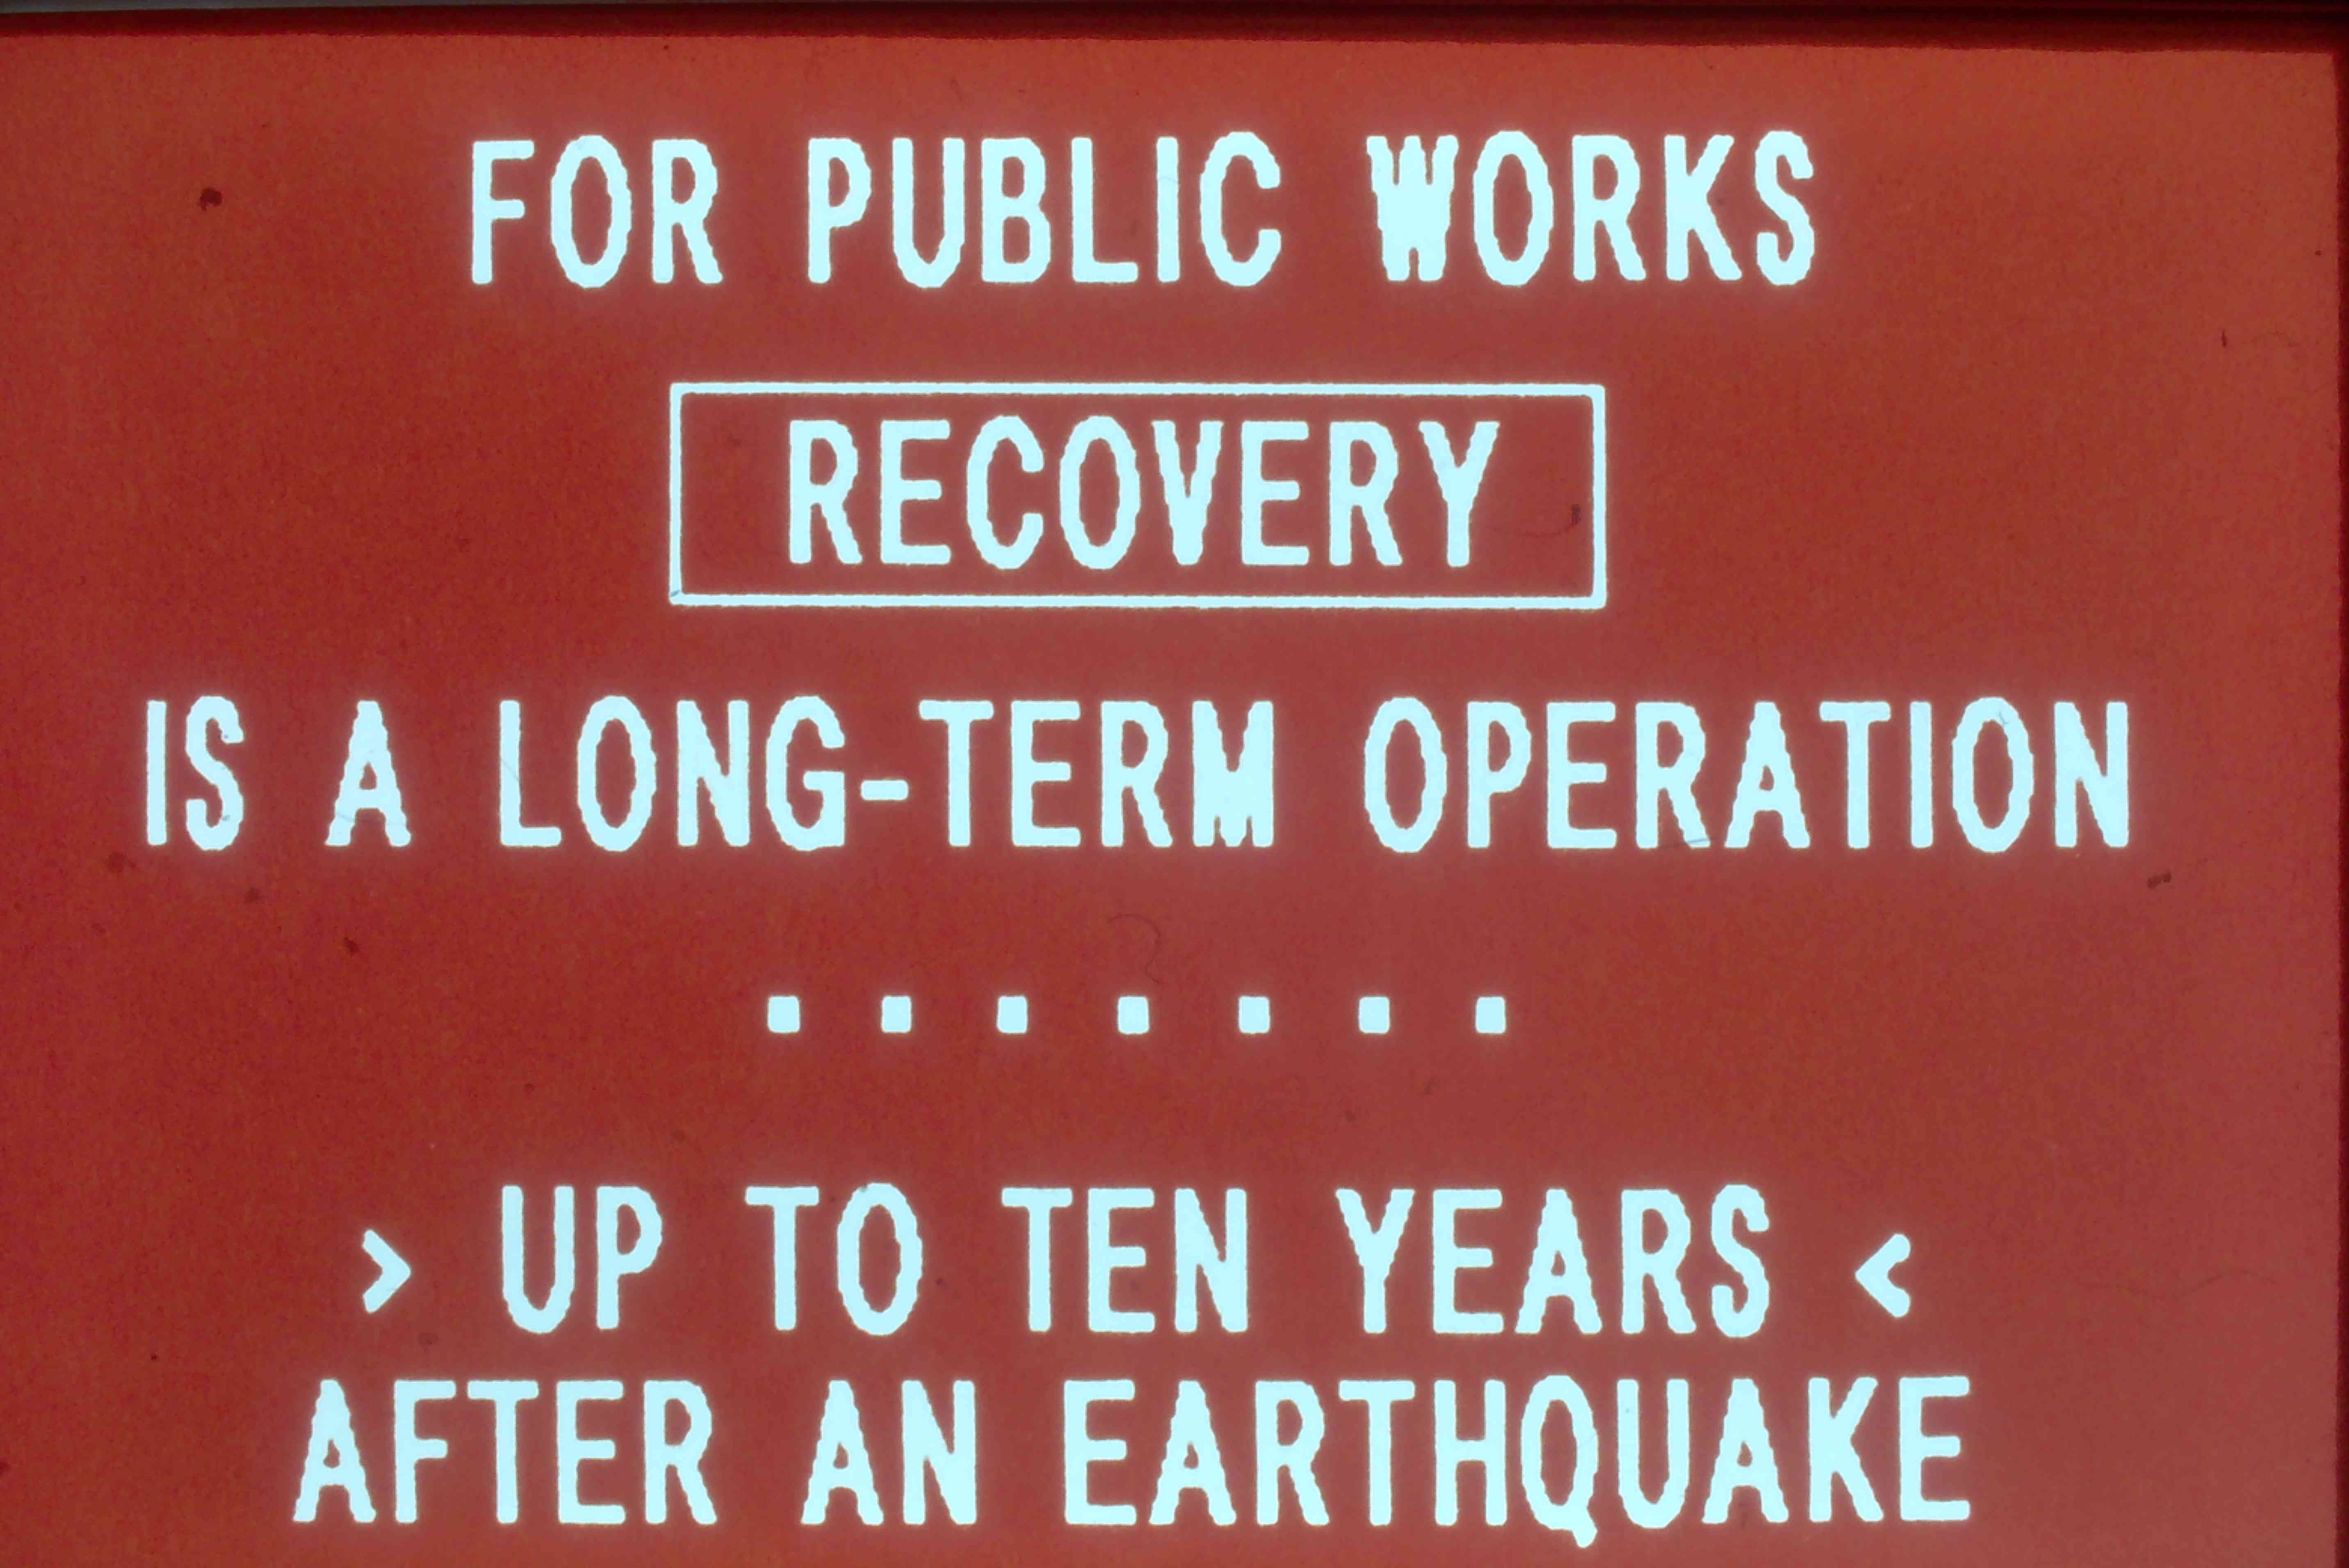 FOR PUBLIC WORKS
RECOVERY
IS A LONG-TERM OPERATION
.......
> UP TO TEN YEARS <
AFTER AN EARTHQUAKE